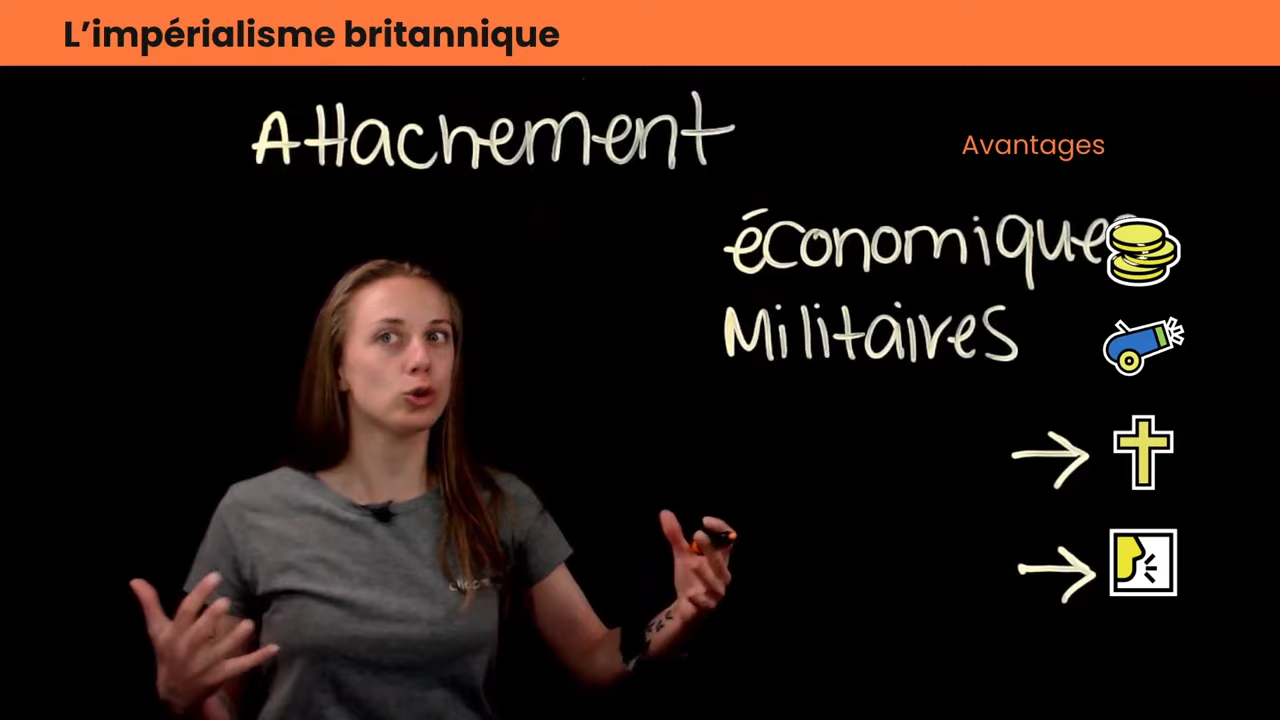 L’impérialisme britannique
Attachement
Avantages
économiques
Militaires